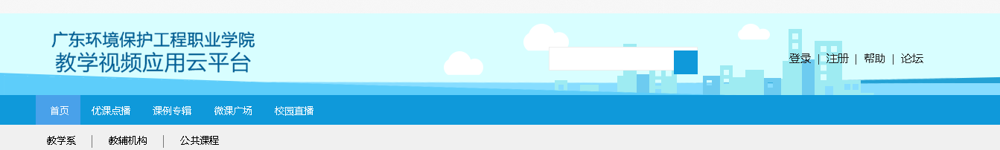 广东环境保护工程职业学院
教学视频应用云平台
登录 | 注册 | 帮助 | 论坛
首页 优课点播 课例专辑 微课广场 校园直播
教学系 | 教辅机构 | 公共课程